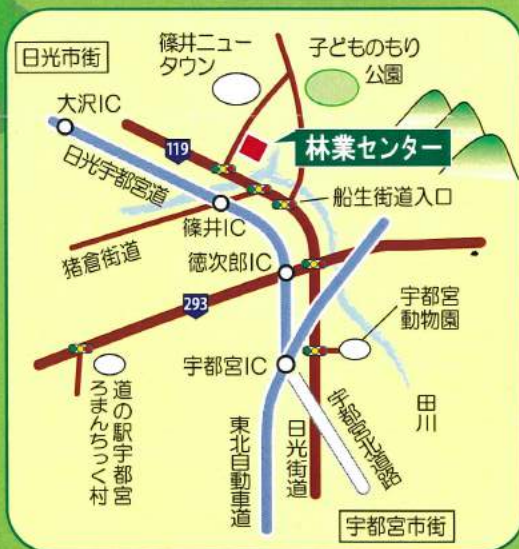 日光市街
篠井ニュー
タウン
子どものもり
公園
大沢IC
119
林業センター
日光宇都宮道
船生街道入口
篠井IC
猪倉街道
徳次郎IC
293
宇都宮
動物園
宇都宮IC
道の駅宇都宮
ろまんちっく村
東北自動車道
日光街道
宇都宮北道路
田川
宇都宮市街